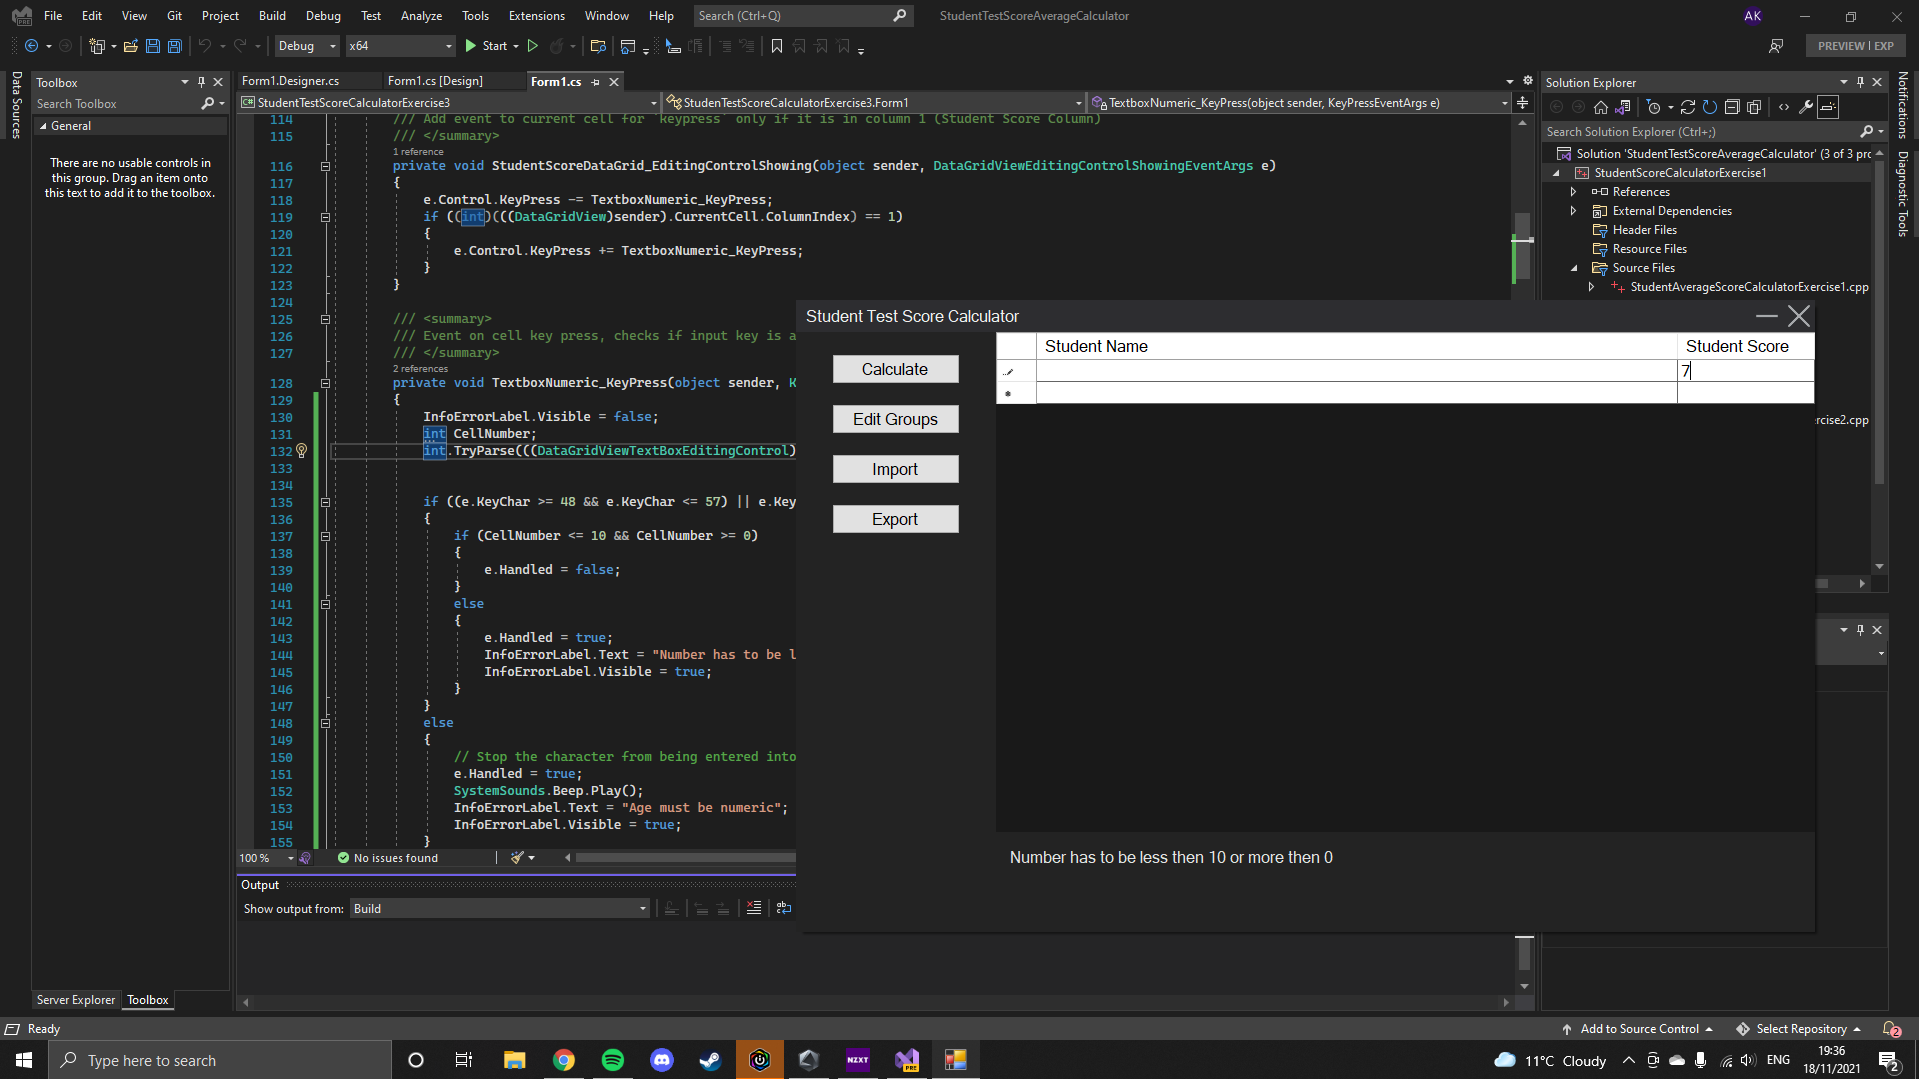 File Edit View Git Project Build Debug Test Analyze Tools Extensions Window Help Search (Ctrl+Q) StudentTestScoreAverageCalculator AK
Debug x64 Start PREVIEW | EXP
Data Sources
Toolbox
Search Toolbox
General
There are no usable controls in
this group. Drag an item onto
this text to add it to the toolbox.
Server Explorer Toolbox
Form1.Designer.cs Form1.cs [Design] Form1.cs
StudentTestScoreCalculatorExercise3 StudenTestScoreCalculatorExercise3.Form1 TextboxNumeric_KeyPress(object sender, KeyPressEventArgs e)
114 /// Add event to current cell for `keypress` only if it is in column 1 (Student Score Column)
115 /// </summary>
1 reference
116 private void StudentScoreDataGrid_EditingControlShowing(object sender, DataGridViewEditingControlShowingEventArgs e)
117 {
118 e.Control.KeyPress -= TextboxNumeric_KeyPress;
119 if ((int)(((DataGridView)sender).CurrentCell.ColumnIndex) == 1)
120 {
121 e.Control.KeyPress += TextboxNumeric_KeyPress;
122 }
123 }
124
125 /// <summary>
126 /// Event on cell key press, checks if input key is a
127 /// </summary>
2 references
128 private void TextboxNumeric_KeyPress(object sender, K
129 {
130 InfoErrorLabel.Visible = false;
131 int CellNumber;
132 int.TryParse(((DataGridViewTextBoxEditingControl)
133
134
135 if ((e.KeyChar >= 48 && e.KeyChar <= 57) || e.Key
136 {
137 if (CellNumber <= 10 && CellNumber >= 0)
138 {
139 e.Handled = false;
140 }
141 else
142 {
143 e.Handled = true;
144 InfoErrorLabel.Text = "Number has to be l
145 InfoErrorLabel.Visible = true;
146 }
147 }
148 else
149 {
150 // Stop the character from being entered into
151 e.Handled = true;
152 SystemSounds.Beep.Play();
153 InfoErrorLabel.Text = "Age must be numeric";
154 InfoErrorLabel.Visible = true;
155 }
100 % No issues found
Output
Show output from: Build
Student Test Score Calculator
Calculate
Edit Groups
Import
Export
Student Name Student Score
7
Number has to be less then 10 or more then 0
Solution Explorer
Search Solution Explorer (Ctrl+;)
Solution 'StudentTestScoreAverageCalculator' (3 of 3 pro
StudentScoreCalculatorExercise1
References
External Dependencies
Header Files
Resource Files
Source Files
StudentAverageScoreCalculatorExercise1.cpp
rcise2.cpp
Notifications
Diagnostic Tools
Ready Add to Source Control Select Repository 2
Type here to search NZXT PRE 11°C Cloudy ENG 19:36
18/11/2021 2